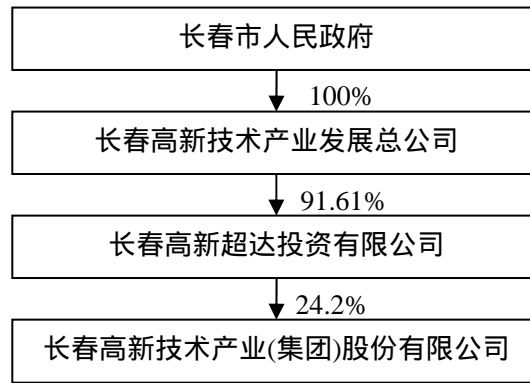 长春市人民政府
100%
长春高新技术产业发展总公司
91.61%
长春高新超达投资有限公司
24.2%
长春高新技术产业(集团)股份有限公司